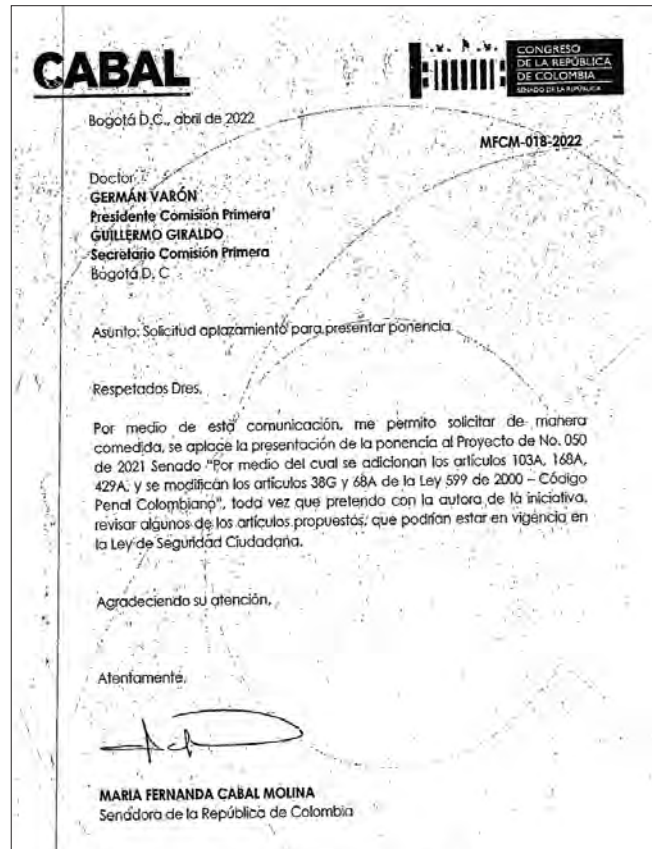 CABAL
CONGRESO
DE LA REPÚBLICA
DE COLOMBIA
SENADO DE LA REPÚBLICA
Bogotá D.C., abril de 2022
MFCM-018-2022
Doctor
GERMÁN VARÓN
Presidente Comisión Primera
GUILLERMO GIRALDO
Secretario Comisión Primera
Bogotá D. C
Asunto: Solicitud aplazamiento para presentar ponencia
Respetados Dres.
Por medio de esta comunicación, me permito solicitar de manera
comedida, se aplace la presentación de la ponencia al Proyecto de No. 050
de 2021 Senado "Por medio del cual se adicionan los artículos 103A, 168A,
429A, y se modifican los artículos 38G y 68A de la Ley 599 de 2000 – Código
Penal Colombiano", toda vez que pretendo con la autora de la iniciativa,
revisar algunos de los artículos propuestos, que podrían estar en vigencia en
la Ley de Seguridad Ciudadana.
Agradeciendo su atención,
Atentamente,
MARIA FERNANDA CABAL MOLINA
Senadora de la República de Colombia